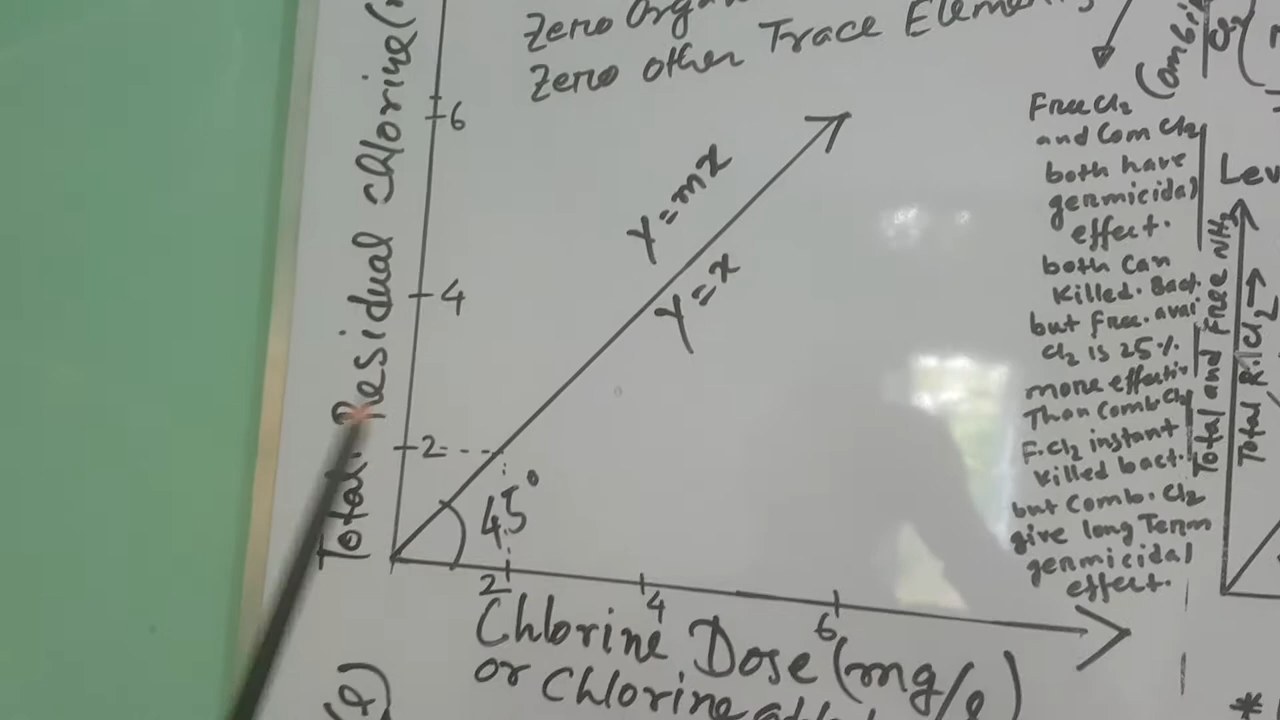 Zero
Zero other Trace Elements
Total Residual chlorine
6
4
2
Y=mx
Y=x
45°
2
4
6
Chlorine Dose (mg/l)
or Chlorine
Free Cl2
and Com Cl2
both have
germicidal
effect.
both Can
Killed. Bact.
but free. avai
Cl2 is 25%
more effectiv
Than Comb Cl2
F.Cl2 instant
Killed bact.
but Comb. Cl2
give long Term
germicidal
effect.
Total and Free NH3
Total R.Cl2 →
*